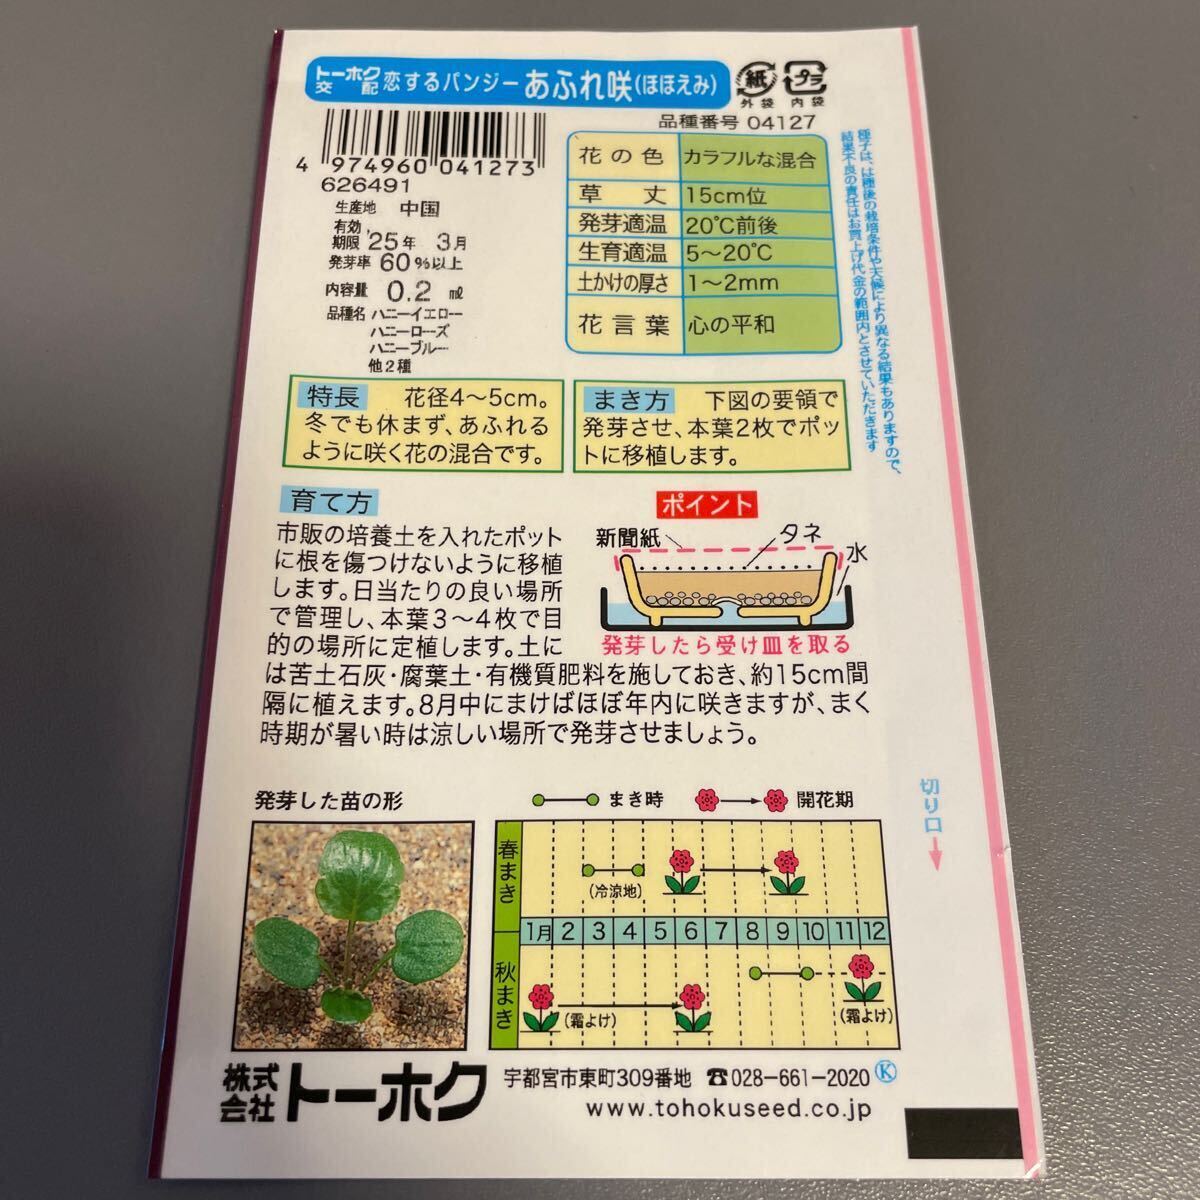 トーホク交配 恋するパンジー あふれ咲(ほほえみ)
紙 外袋
プラ 内袋
品種番号 04127
4 974960 041273
626491
生産地 中国
有効期限 '25年 3月
発芽率 60%以上
内容量 0.2 ㎖
品種名 ハニーイエロー
ハニーローズ
ハニーブルー
他2種
花の色 カラフルな混合
草丈 15cm位
発芽適温 20℃前後
生育適温 5〜20℃
土かけの厚さ 1〜2mm
花言葉 心の平和
種子は、は種後の栽培条件や天候により異なる結果もありますので、
結果不良の責任はお買上げ代金の範囲内とさせていただきます
特長 花径4〜5cm。
冬でも休まず、あふれる
ように咲く花の混合です。
まき方 下図の要領で
発芽させ、本葉2枚でポッ
トに移植します。
育て方
市販の培養土を入れたポット
に根を傷つけないように移植
します。日当たりの良い場所
で管理し、本葉3〜4枚で目
的の場所に定植します。土に
は苦土石灰・腐葉土・有機質肥料を施しておき、約15cm間
隔に植えます。8月中にまけばほぼ年内に咲きますが、まく
時期が暑い時は涼しい場所で発芽させましょう。
ポイント
新聞紙 タネ 水
発芽したら受け皿を取る
切り口
発芽した苗の形
まき時 開花期
春まき
(冷涼地)
1月 2 3 4 5 6 7 8 9 10 11 12
秋まき
(霜よけ) (霜よけ)
株式会社 トーホク
宇都宮市東町309番地 ☎028-661-2020 Ⓚ
www.tohokuseed.co.jp